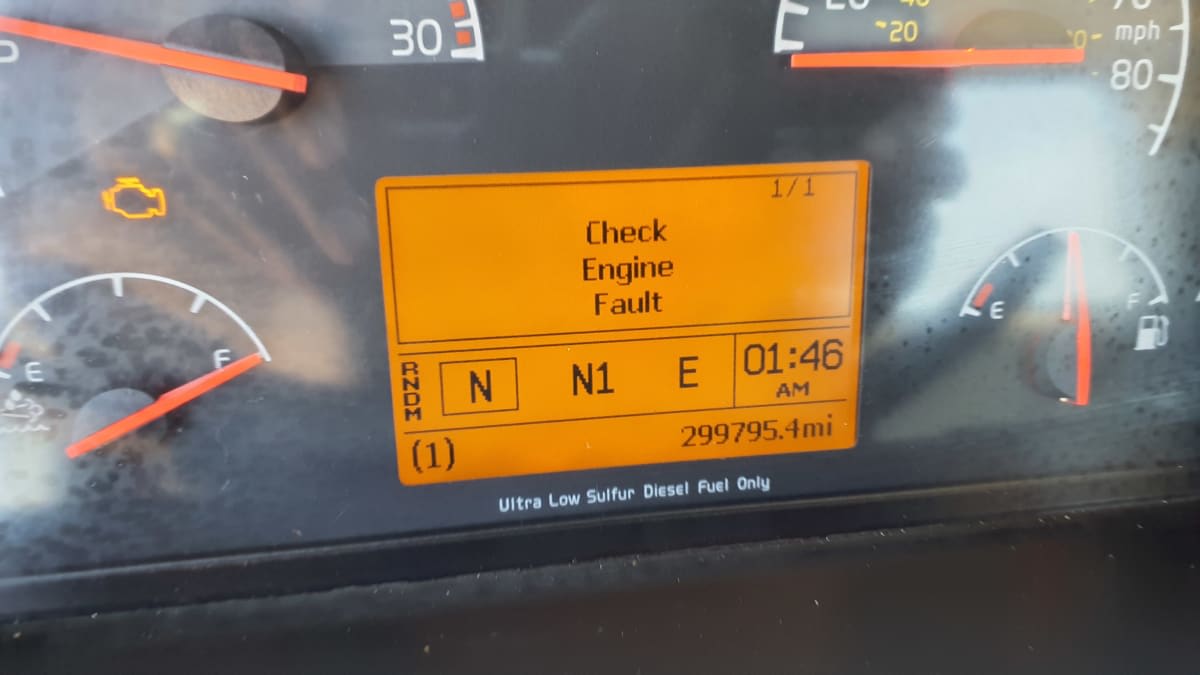 30
20
mph
80
1/1
Check
Engine
Fault
E
F
E
F
R
N
D
M
N
N1
E
01:46
AM
(1)
299795.4mi
Ultra Low Sulfur Diesel Fuel Only